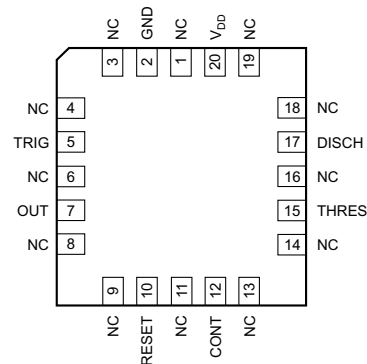 NC GND NC VDD NC
3 2 1 20 19
NC 4 18 NC
TRIG 5 17 DISCH
NC 6 16 NC
OUT 7 15 THRES
NC 8 14 NC
9 10 11 12 13
NC RESET NC CONT NC